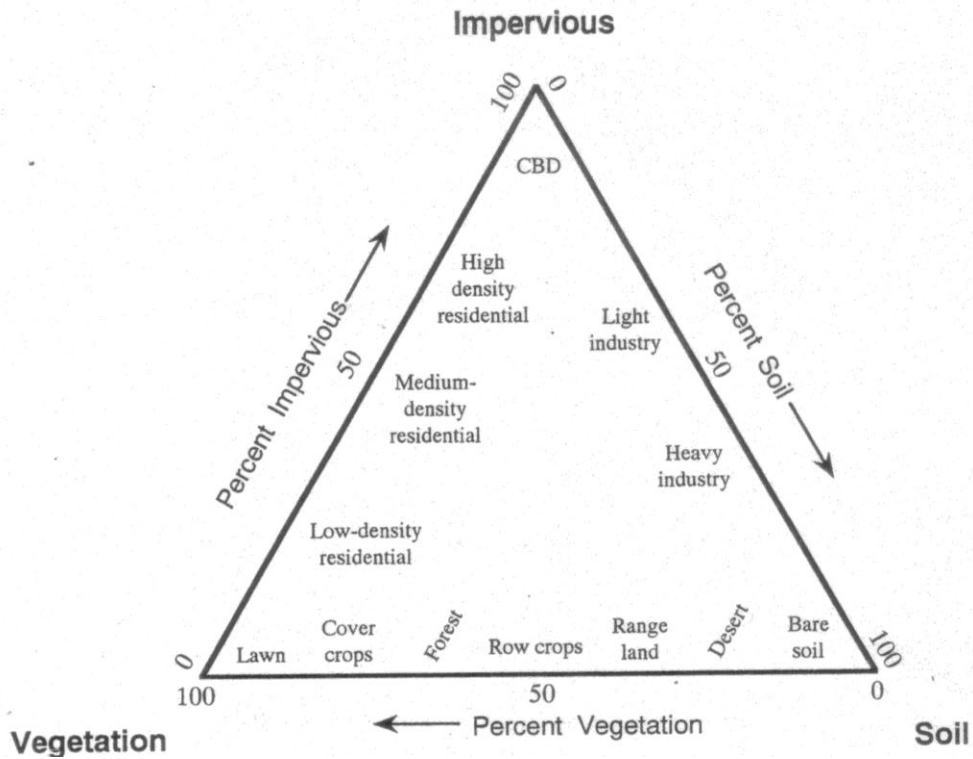 Impervious
100
0
CBD
High
density
residential
Light
industry
Percent Impervious
50
Percent Soil
50
Medium-
density
residential
Heavy
industry
Low-density
residential
0
Lawn
Cover
crops
Forest
Row crops
Range
land
Desert
Bare
soil
100
100
50
0
Percent Vegetation
Vegetation
Soil